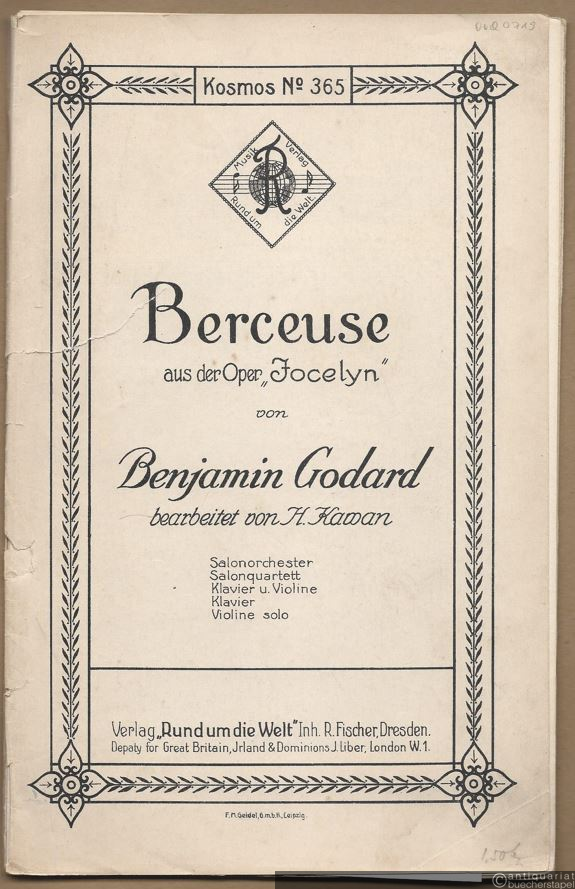 Kosmos Nº 365
Musik Verlag
R
Rund um die Welt
Berceuse
aus der Oper „Jocelyn"
von
Benjamin Godard
bearbeitet von H. Kawan
Salonorchester
Salonquartett
Klavier u. Violine
Klavier
Violine solo
Verlag „Rund um die Welt" Inh. R. Fischer, Dresden.
Depaty for Great Britain, Jrland & Dominions J. Liber, London W.1.
F. M. Geidel, G.m.b.H., Leipzig.
©antiquariat
buecherstapel